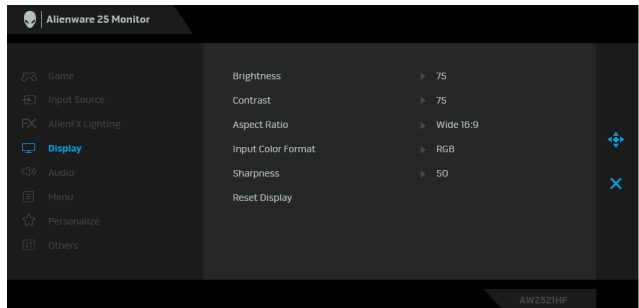 Alienware 25 Monitor
Game
Input Source
FX AlienFX Lighting
Display
Audio
Menu
Personalize
Others
Brightness 75
Contrast 75
Aspect Ratio Wide 16:9
Input Color Format RGB
Sharpness 50
Reset Display
AW2521HF